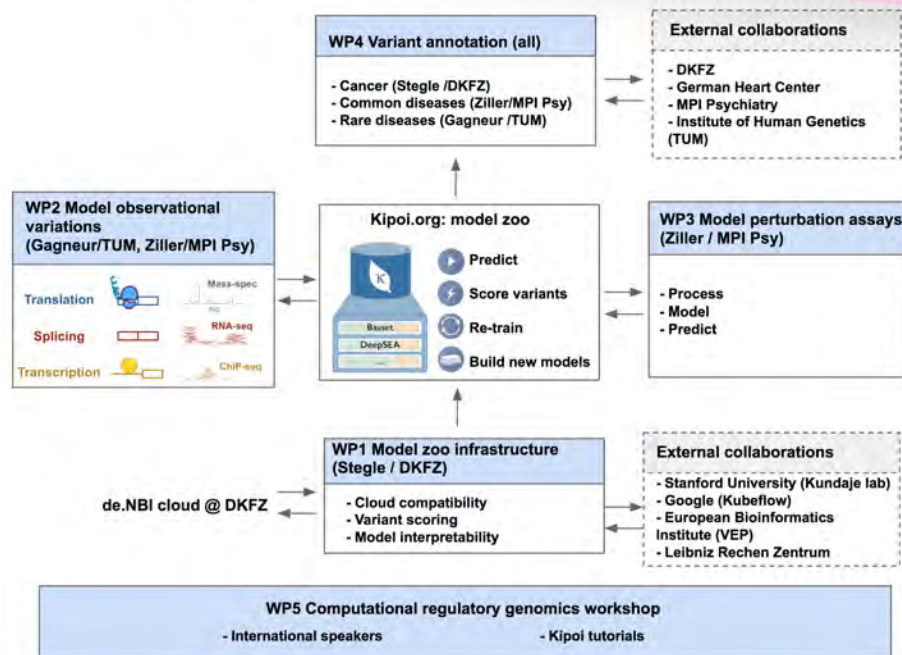 WP4 Variant annotation (all)
- Cancer (Stegle /DKFZ)
- Common diseases (Ziller/MPI Psy)
- Rare diseases (Gagneur /TUM)
External collaborations
- DKFZ
- German Heart Center
- MPI Psychiatry
- Institute of Human Genetics
(TUM)
WP2 Model observational
variations
(Gagneur/TUM, Ziller/MPI Psy)
Translation
Mass-spec
m/z
Splicing
RNA-seq
Transcription
ChIP-seq
Kipoi.org: model zoo
K
Basset
DeepSEA
...
Predict
Score variants
Re-train
Build new models
WP3 Model perturbation assays
(Ziller / MPI Psy)
- Process
- Model
- Predict
WP1 Model zoo infrastructure
(Stegle / DKFZ)
- Cloud compatibility
- Variant scoring
- Model interpretability
de.NBI cloud @ DKFZ
External collaborations
- Stanford University (Kundaje lab)
- Google (Kubeflow)
- European Bioinformatics
Institute (VEP)
- Leibniz Rechen Zentrum
WP5 Computational regulatory genomics workshop
- International speakers
- Kipoi tutorials